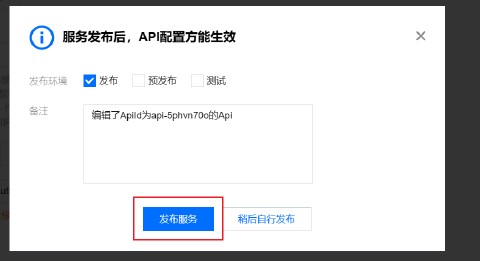 服务发布后，API配置方能生效
发布环境 发布 预发布 测试
备注
编辑了ApiId为api-5phvn70o的Api
发布服务 稍后自行发布